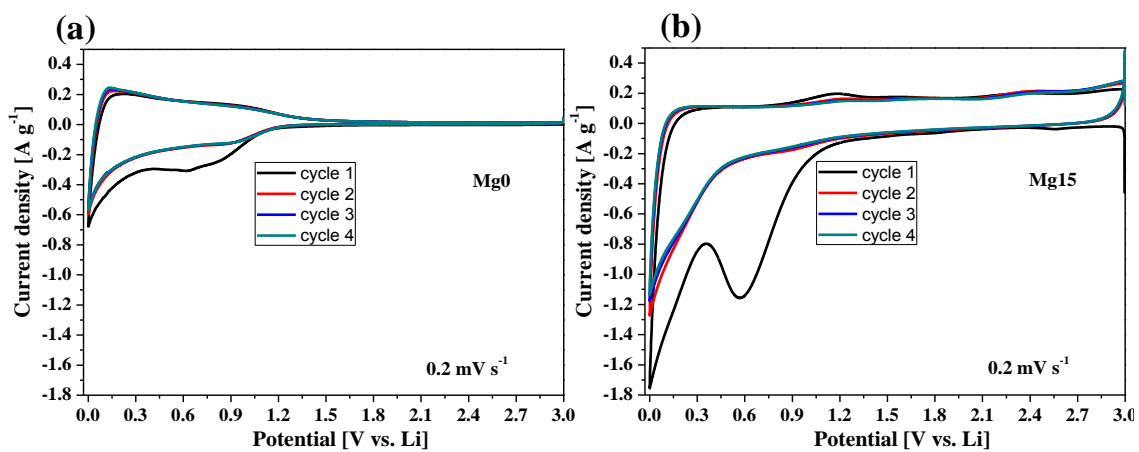 (a)
0.4
0.2
0.0
-0.2
-0.4
-0.6
-0.8
-1.0
-1.2
-1.4
-1.6
-1.8
Current density [A g-1]
cycle 1
cycle 2
cycle 3
cycle 4
Mg0
0.2 mV s-1
0.0 0.3 0.6 0.9 1.2 1.5 1.8 2.1 2.4 2.7 3.0
Potential [V vs. Li]
(b)
0.4
0.2
0.0
-0.2
-0.4
-0.6
-0.8
-1.0
-1.2
-1.4
-1.6
-1.8
Current density [A g-1]
cycle 1
cycle 2
cycle 3
cycle 4
Mg15
0.2 mV s-1
0.0 0.3 0.6 0.9 1.2 1.5 1.8 2.1 2.4 2.7 3.0
Potential [V vs. Li]